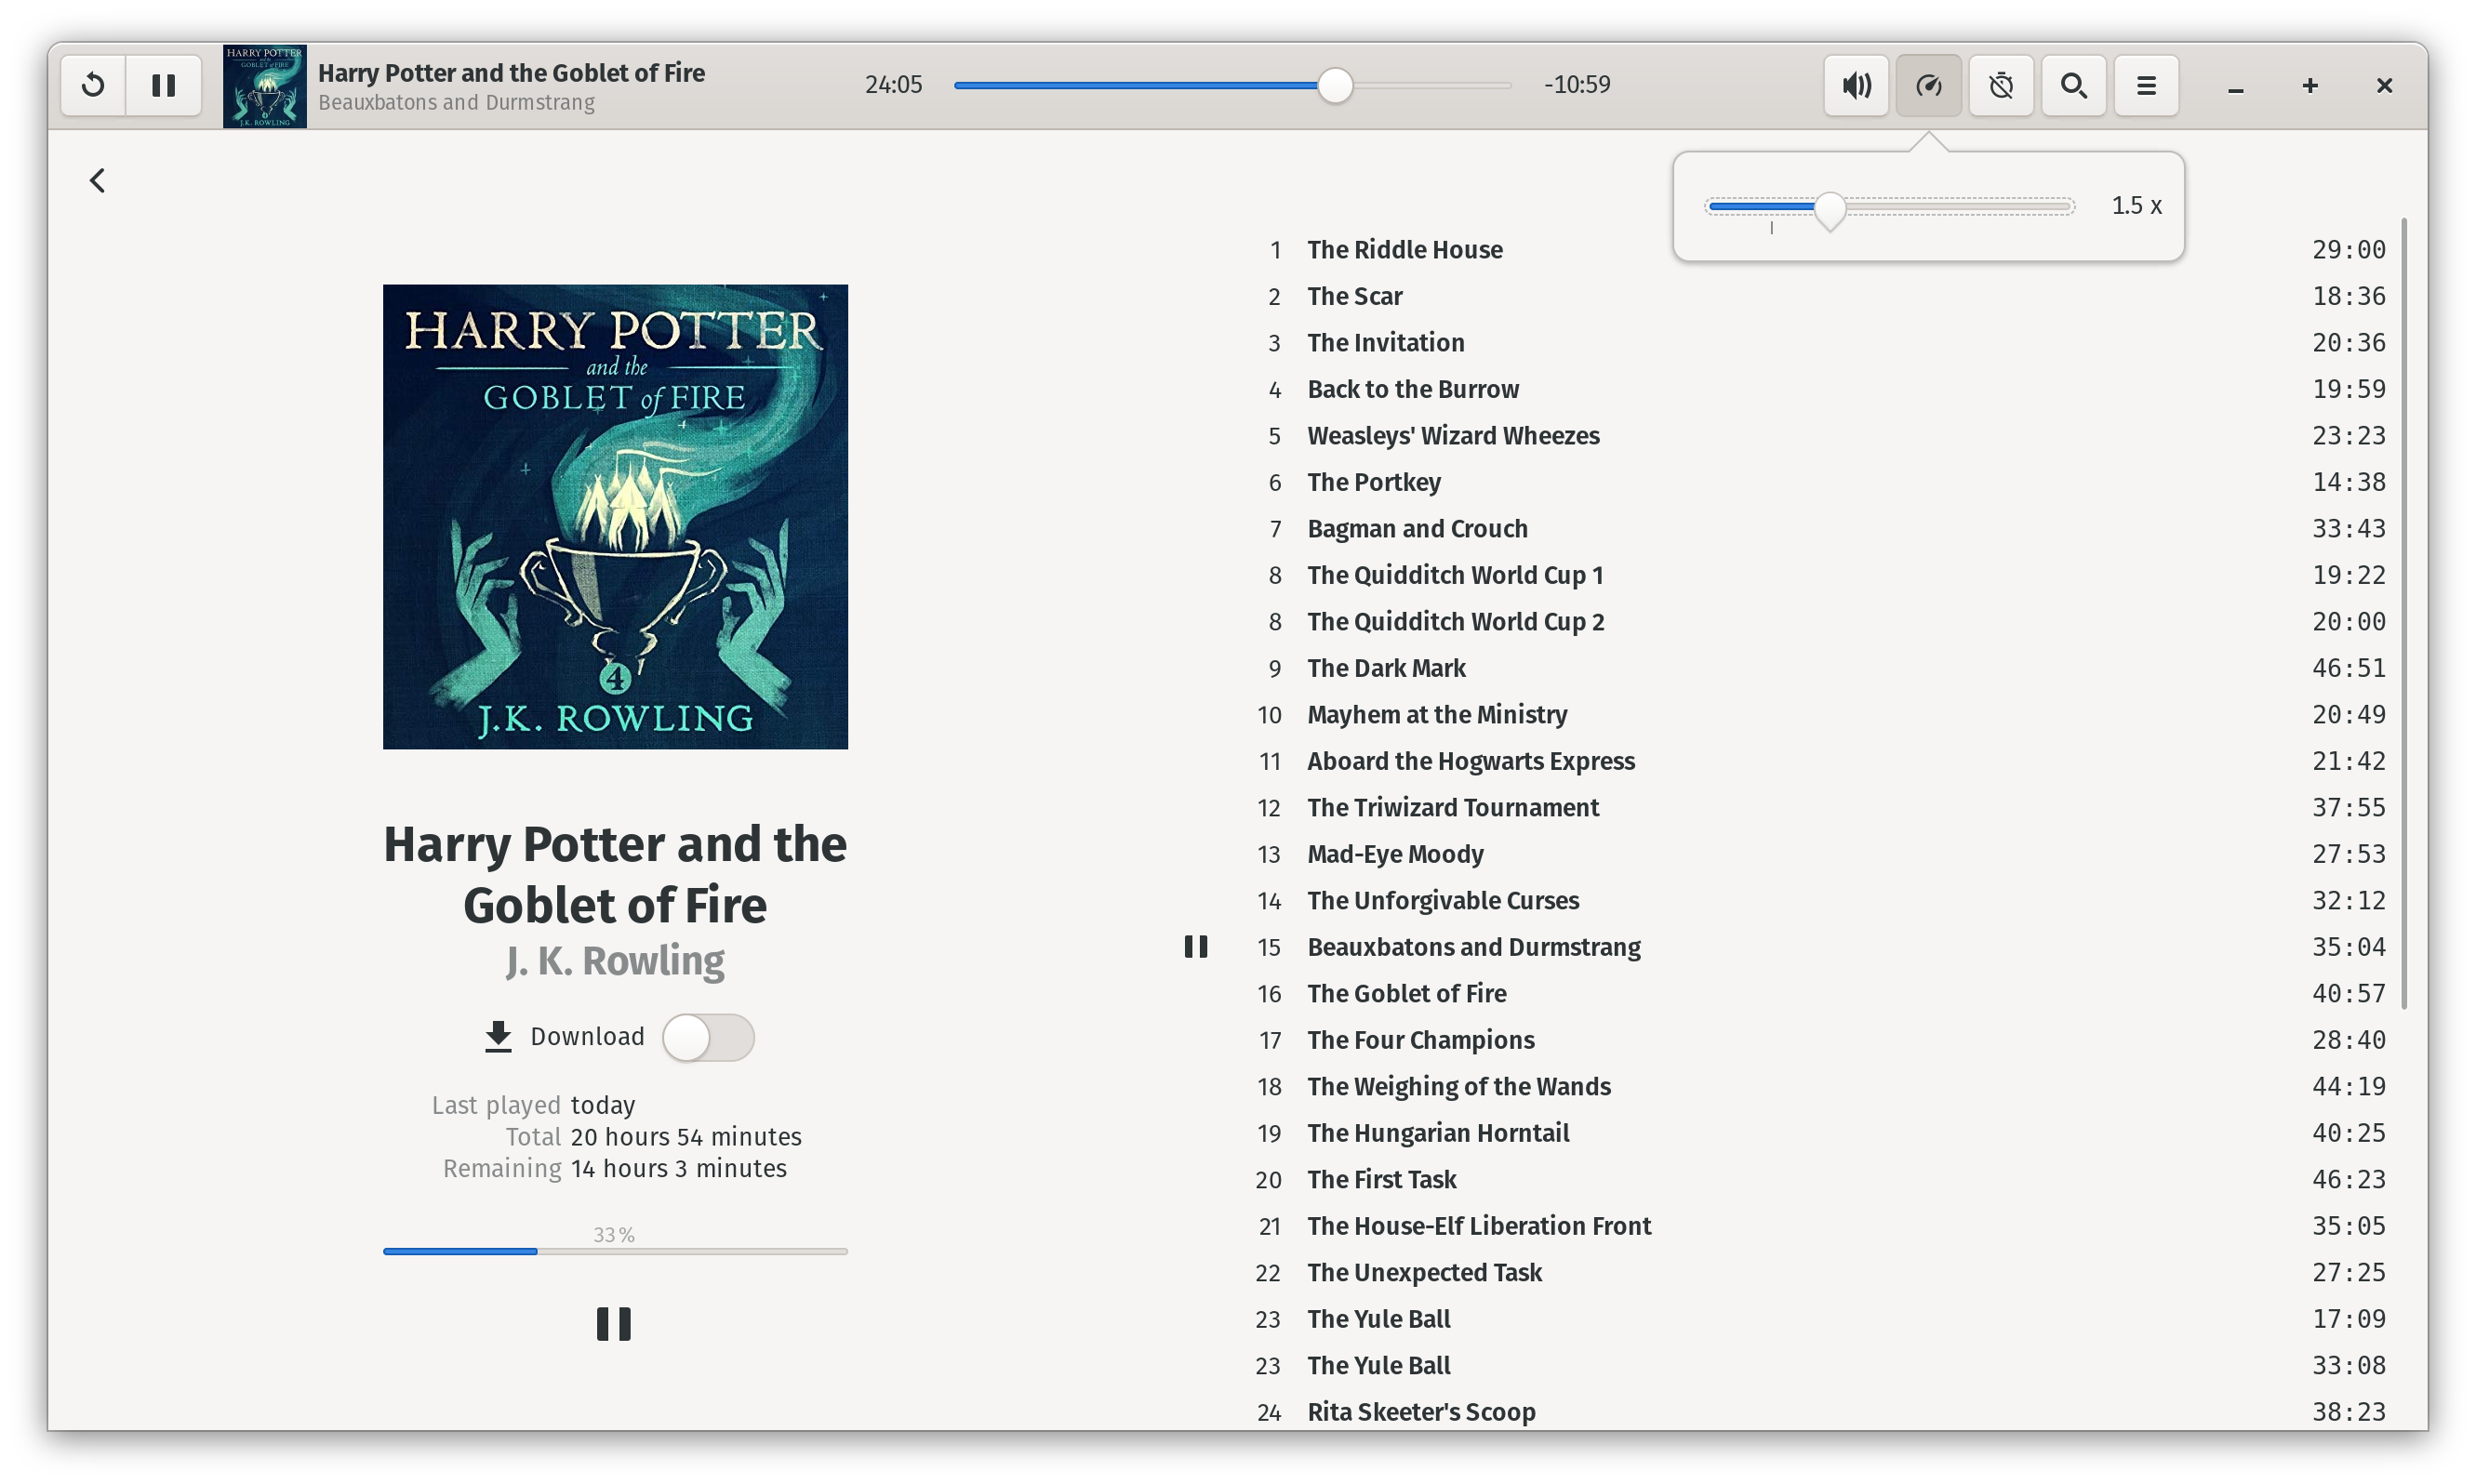 HARRY POTTER
GOBLET of FIRE
J.K. ROWLING
Harry Potter and the Goblet of Fire
Beauxbatons and Durmstrang
24:05
-10:59
1.5 x
HARRY POTTER
and the
GOBLET of FIRE
4
J.K. ROWLING
Harry Potter and the
Goblet of Fire
J. K. Rowling
Download
Last played today
Total 20 hours 54 minutes
Remaining 14 hours 3 minutes
33 %
1 The Riddle House 29:00
2 The Scar 18:36
3 The Invitation 20:36
4 Back to the Burrow 19:59
5 Weasleys' Wizard Wheezes 23:23
6 The Portkey 14:38
7 Bagman and Crouch 33:43
8 The Quidditch World Cup 1 19:22
8 The Quidditch World Cup 2 20:00
9 The Dark Mark 46:51
10 Mayhem at the Ministry 20:49
11 Aboard the Hogwarts Express 21:42
12 The Triwizard Tournament 37:55
13 Mad-Eye Moody 27:53
14 The Unforgivable Curses 32:12
15 Beauxbatons and Durmstrang 35:04
16 The Goblet of Fire 40:57
17 The Four Champions 28:40
18 The Weighing of the Wands 44:19
19 The Hungarian Horntail 40:25
20 The First Task 46:23
21 The House-Elf Liberation Front 35:05
22 The Unexpected Task 27:25
23 The Yule Ball 17:09
23 The Yule Ball 33:08
24 Rita Skeeter's Scoop 38:23